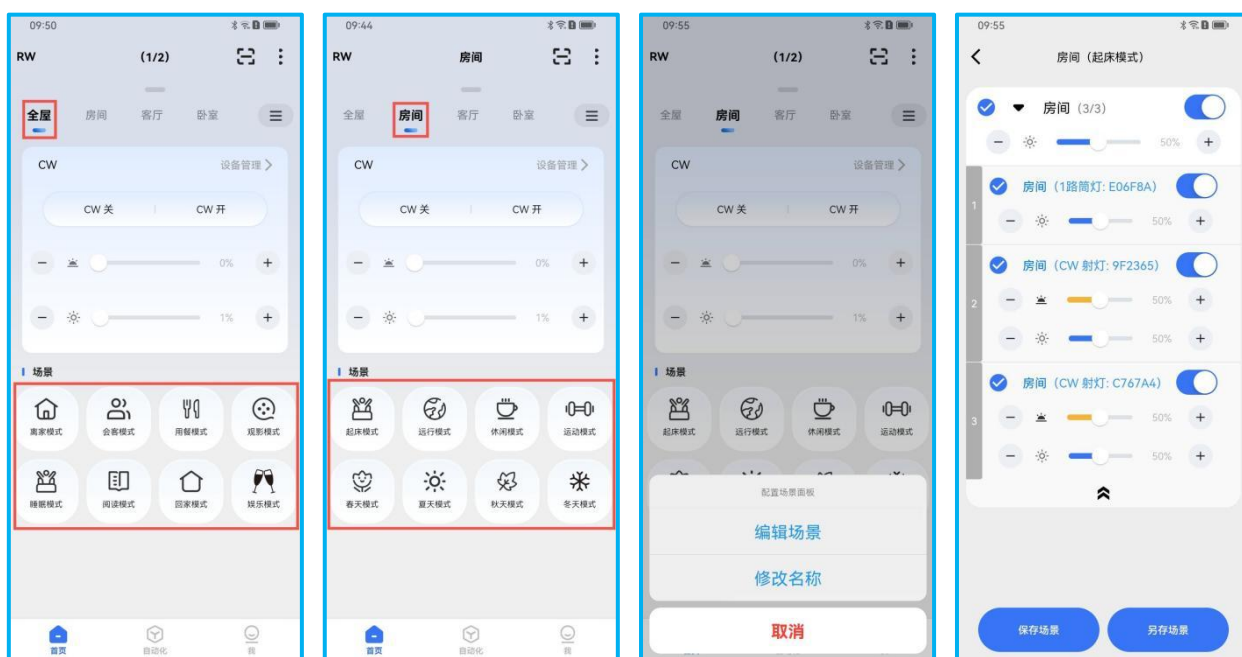 09:50
RW (1/2)
全屋 房间 客厅 卧室
CW 设备管理
CW 关 CW 开
0%
1%
场景
离家模式 会客模式 用餐模式 观影模式
睡眠模式 阅读模式 回家模式 娱乐模式
首页 自动化 我
09:44
RW 房间
全屋 房间 客厅 卧室
CW 设备管理
CW 关 CW 开
0%
1%
场景
起床模式 远行模式 休闲模式 运动模式
春天模式 夏天模式 秋天模式 冬天模式
首页 自动化 我
09:55
RW (1/2)
全屋 房间 客厅 卧室
CW 设备管理
CW 关 CW 开
0%
1%
场景
起床模式 远行模式 休闲模式 运动模式
配置场景面板
编辑场景
修改名称
取消
09:55
房间（起床模式）
房间 (3/3)
50%
1
房间（1路筒灯: E06F8A）
50%
2
房间（CW 射灯: 9F2365）
50%
50%
3
房间（CW 射灯: C767A4）
50%
50%
保存场景 另存场景